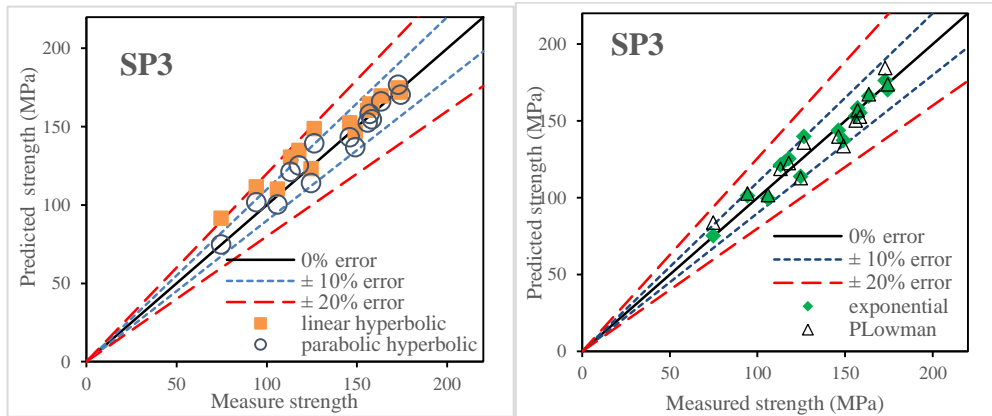 SP3
Predicted strength (MPa)
200
150
100
50
0
0% error
± 10% error
± 20% error
linear hyperbolic
parabolic hyperbolic
0 50 100 150 200
Measure strength
SP3
Predicted strength (MPa)
200
150
100
50
0
0% error
± 10% error
± 20% error
exponential
PLowman
0 50 100 150 200
Measured strength (MPa)